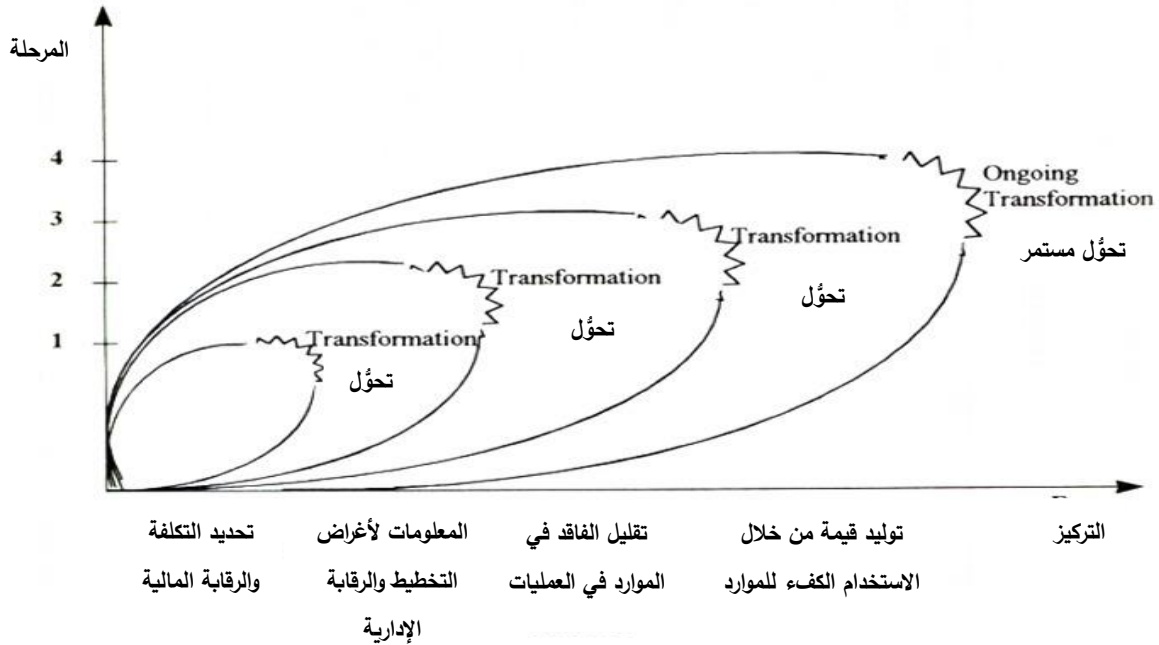 المرحلة
4
3
2
1
Ongoing
Transformation
تحوُّل مستمر
Transformation
تحوُّل
Transformation
تحوُّل
Transformation
تحوُّل
تحديد التكلفة
والرقابة المالية
المعلومات لأغراض
التخطيط والرقابة
الإدارية
تقليل الفاقد في
الموارد في العمليات
توليد قيمة من خلال
الاستخدام الكفء للموارد
التركيز